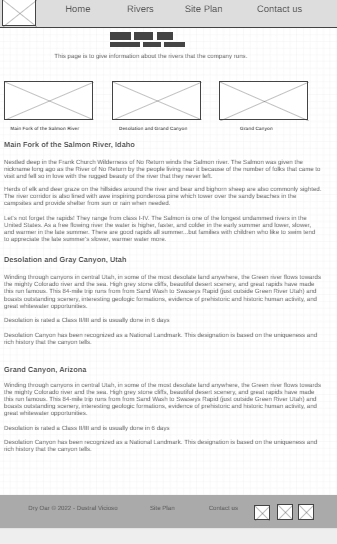 Home Rivers Site Plan Contact us
This page is to give information about the rivers that the company runs.
Main Fork of the Salmon River Desolation and Grand Canyon Grand Canyon
Main Fork of the Salmon River, Idaho
Nestled deep in the Frank Church Wilderness of No Return winds the Salmon river. The Salmon was given the
nickname long ago as the River of No Return by the people living near it because of the number of folks that came to
visit and fell in love with the rugged beauty of the river that they never left.
Herds of elk and deer graze on the hillsides around the river and bear and bighorn sheep are also commonly sighted.
The river corridor is also lined with awe inspiring ponderosa pine which tower over the sandy beaches in the
campsites and provide shelter from sun or rain when needed.
Let's not forget the rapids! They range from class I-IV. The Salmon is one of the longest undammed rivers in the
United States. As a free flowing river the water is higher, faster, and colder in the early summer and lower, slower,
and warm in the late summer. There are good rapids all summer...but families with children who like to swim tend
to appreciate the late summer's slower, warmer water more.
Desolation and Gray Canyon, Utah
Winding through canyons in central Utah, in some of the most desolate land anywhere, the Green river flows towards
the mighty Colorado river and the sea. High grey stone cliffs, beautiful desert scenery, and great rapids have made
this run famous. This 84-mile trip runs from from Sand Wash to Swaseys Rapid (just outside Green River Utah) and
boasts outstanding scenery, interesting geologic formations, evidence of prehistoric and historic human activity, and
great whitewater opportunities.
Desolation is rated a Class II/III and is usually done in 6 days
Desolation Canyon has been recognized as a National Landmark. This designation is based on the uniqueness and
rich history that the canyon tells.
Grand Canyon, Arizona
Winding through canyons in central Utah, in some of the most desolate land anywhere, the Green river flows towards
the mighty Colorado river and the sea. High grey stone cliffs, beautiful desert scenery, and great rapids have made
this run famous. This 84-mile trip runs from from Sand Wash to Swaseys Rapid (just outside Green River Utah) and
boasts outstanding scenery, interesting geologic formations, evidence of prehistoric and historic human activity, and
great whitewater opportunities.
Desolation is rated a Class II/III and is usually done in 6 days
Desolation Canyon has been recognized as a National Landmark. This designation is based on the uniqueness and
rich history that the canyon tells.
Dry Oar © 2022 - Site Plan Contact us